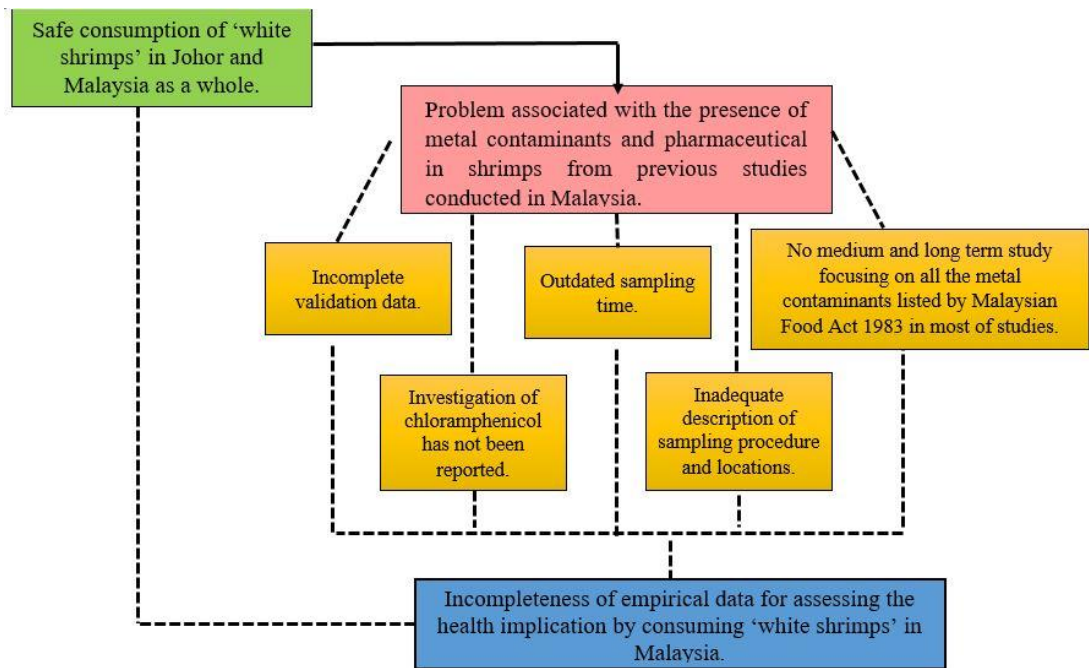 Safe consumption of ‘white
shrimps’ in Johor and
Malaysia as a whole.
Problem associated with the presence of
metal contaminants and pharmaceutical
in shrimps from previous studies
conducted in Malaysia.
Incomplete
validation data.
Outdated sampling
time.
No medium and long term study
focusing on all the metal
contaminants listed by Malaysian
Food Act 1983 in most of studies.
Investigation of
chloramphenicol
has not been
reported.
Inadequate
description of
sampling procedure
and locations.
Incompleteness of empirical data for assessing the
health implication by consuming ‘white shrimps’ in
Malaysia.